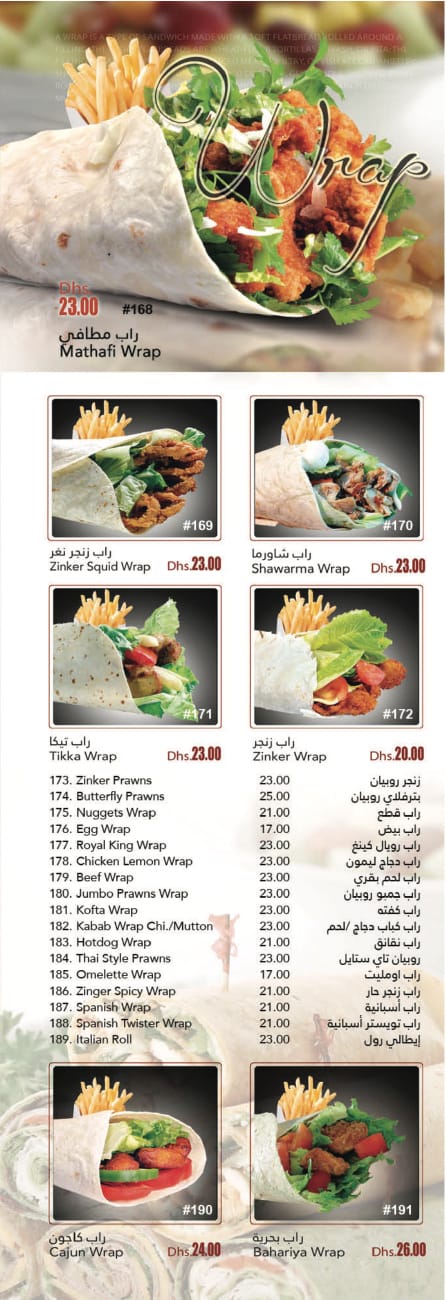 A WRAP IS A TYPE OF SANDWICH MADE WITH A SOFT FLATBREAD ROLLED AROUND A
Wrap
Dhs
23.00 #168
راب مطافي
Mathafi Wrap
#169
#170
راب زنجر نغر
Zinker Squid Wrap Dhs.23.00
راب شاورما
Shawarma Wrap Dhs.23.00
#171
#172
راب تيكا
Tikka Wrap Dhs.23.00
راب زنجر
Zinker Wrap Dhs.20.00
173. Zinker Prawns 23.00 زنجر روبيان
174. Butterfly Prawns 25.00 بترفلاي روبيان
175. Nuggets Wrap 21.00 راب قطع
176. Egg Wrap 17.00 راب بيض
177. Royal King Wrap 23.00 راب رويال كينغ
178. Chicken Lemon Wrap 23.00 راب دجاج ليمون
179. Beef Wrap 23.00 راب لحم بقري
180. Jumbo Prawns Wrap 23.00 راب جمبو روبيان
181. Kofta Wrap 23.00 راب كفته
182. Kabab Wrap Chi./Mutton 23.00 راب كباب دجاج /لحم
183. Hotdog Wrap 21.00 راب نقانق
184. Thai Style Prawns 23.00 روبيان تاي ستايل
185. Omelette Wrap 17.00 راب اومليت
186. Zinger Spicy Wrap 21.00 راب زنجر حار
187. Spanish Wrap 21.00 راب أسبانية
188. Spanish Twister Wrap 21.00 راب تويستر أسبانية
189. Italian Roll 23.00 إيطالي رول
#190
#191
راب كاجون
Cajun Wrap Dhs.24.00
راب بحرية
Bahariya Wrap Dhs.26.00